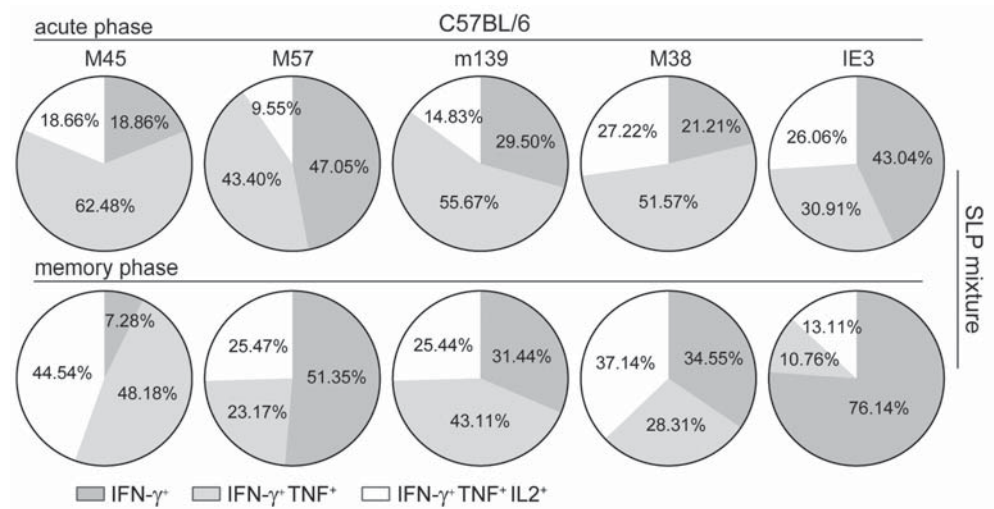 C57BL/6
acute phase
M45 M57 m139 M38 IE3
18.66% 18.86% 62.48%
9.55% 47.05% 43.40%
14.83% 29.50% 55.67%
27.22% 21.21% 51.57%
26.06% 43.04% 30.91%
memory phase
7.28% 44.54% 48.18%
25.47% 51.35% 23.17%
25.44% 31.44% 43.11%
37.14% 34.55% 28.31%
13.11% 10.76% 76.14%
SLP mixture
IFN-γ⁺ IFN-γ⁺ TNF⁺ IFN-γ⁺ TNF⁺ IL2⁺